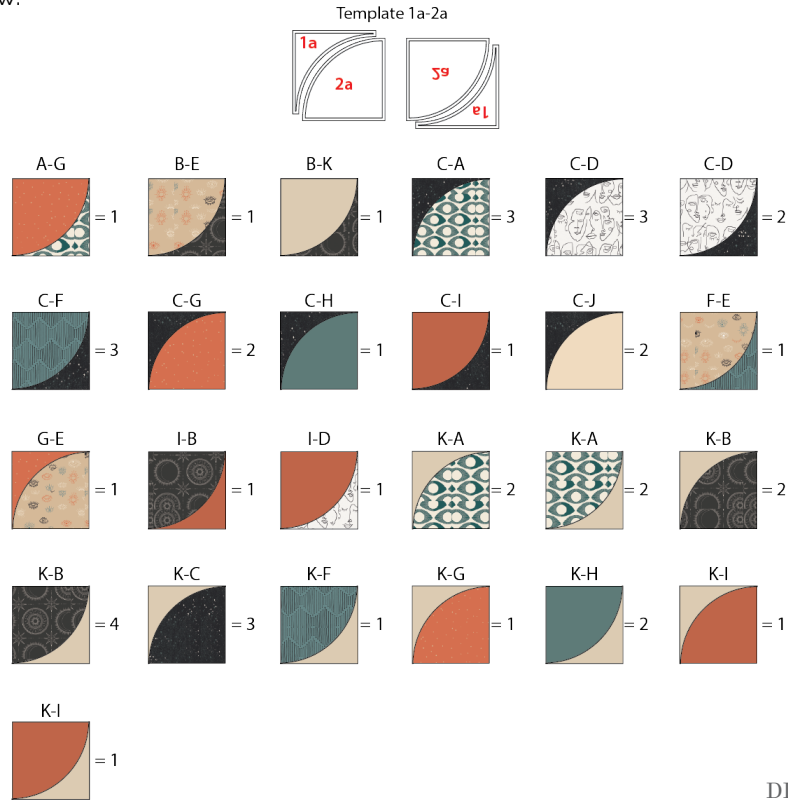 w.
Template 1a-2a
1a
2a
2a
1a
A-G B-E B-K C-A C-D C-D
= 1 = 1 = 1 = 3 = 3 = 2
C-F C-G C-H C-I C-J F-E
= 3 = 2 = 1 = 1 = 2 = 1
G-E I-B I-D K-A K-A K-B
= 1 = 1 = 1 = 2 = 2 = 2
K-B K-C K-F K-G K-H K-I
= 4 = 3 = 1 = 1 = 2 = 1
K-I
= 1